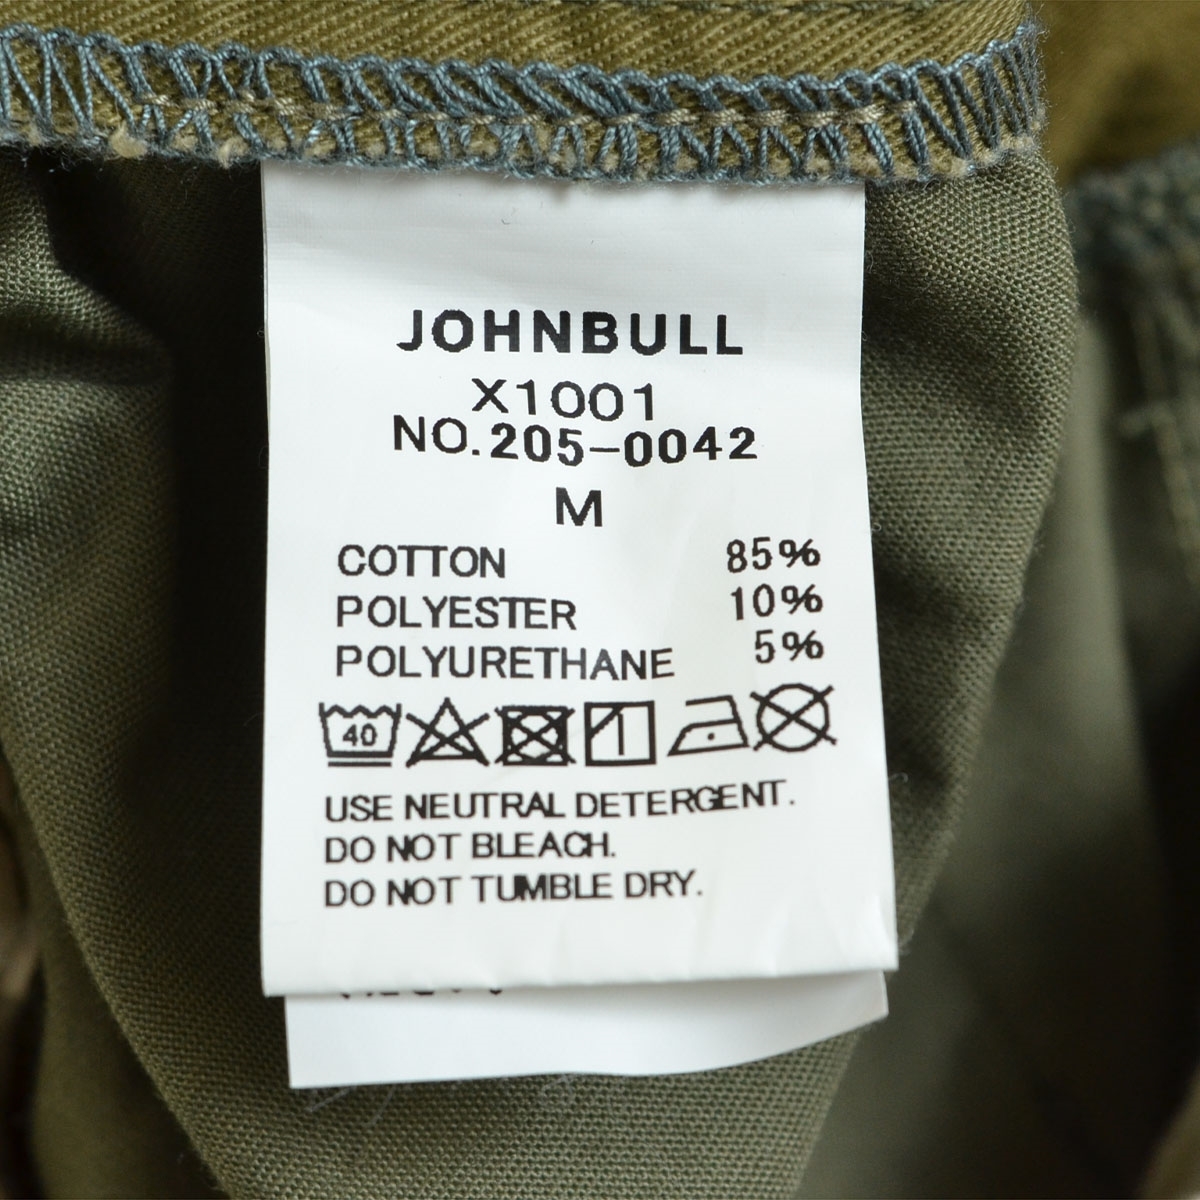 JOHNBULL
X1001
NO.205-0042
M
COTTON 85%
POLYESTER 10%
POLYURETHANE 5%
40
USE NEUTRAL DETERGENT.
DO NOT BLEACH.
DO NOT TUMBLE DRY.